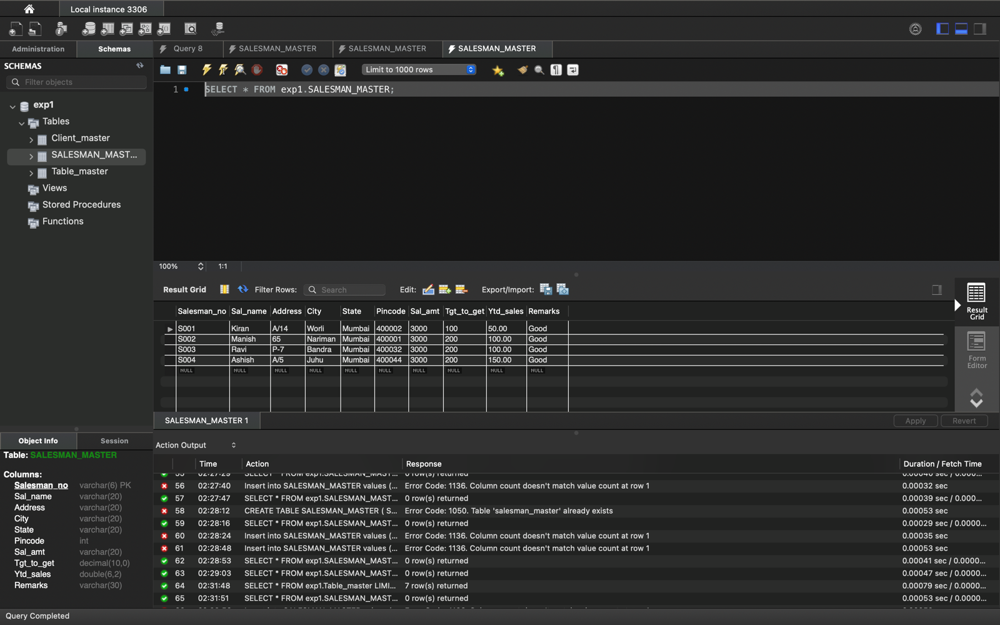 Local instance 3306
Administration Schemas Query 8 SALESMAN_MASTER SALESMAN_MASTER SALESMAN_MASTER
SCHEMAS
Filter objects
Limit to 1000 rows
1 SELECT * FROM exp1.SALESMAN_MASTER;
exp1
Tables
Client_master
SALESMAN_MAST...
Table_master
Views
Stored Procedures
Functions
100% 1:1
Result Grid Filter Rows: Search Edit: Export/Import:
Salesman_no Sal_name Address City State Pincode Sal_amt Tgt_to_get Ytd_sales Remarks
S001 Kiran A/14 Worli Mumbai 400002 3000 100 50.00 Good
S002 Manish 65 Nariman Mumbai 400001 3000 200 100.00 Good
S003 Ravi P-7 Bandra Mumbai 400032 3000 200 100.00 Good
S004 Ashish A/5 Juhu Mumbai 400044 3000 200 150.00 Good
NULL NULL NULL NULL NULL NULL NULL NULL NULL NULL
Result
Grid
Form
Editor
SALESMAN_MASTER 1 Apply Revert
Object Info Session
Table: SALESMAN_MASTER
Columns:
Salesman_no varchar(6) PK
Sal_name varchar(20)
Address varchar(20)
City varchar(20)
State varchar(20)
Pincode int
Sal_amt varchar(20)
Tgt_to_get decimal(10,0)
Ytd_sales double(6,2)
Remarks varchar(30)
Action Output
Time Action Response Duration / Fetch Time
56 02:27:40 Insert into SALESMAN_MASTER values (... Error Code: 1136. Column count doesn't match value count at row 1 0.00032 sec
57 02:27:47 SELECT * FROM exp1.SALESMAN_MAST... 0 row(s) returned 0.00039 sec / 0.000...
58 02:28:12 CREATE TABLE SALESMAN_MASTER ( S... Error Code: 1050. Table 'salesman_master' already exists 0.00053 sec
59 02:28:16 SELECT * FROM exp1.SALESMAN_MAST... 0 row(s) returned 0.00029 sec / 0.000...
60 02:28:24 Insert into SALESMAN_MASTER values (... Error Code: 1136. Column count doesn't match value count at row 1 0.00035 sec
61 02:28:48 Insert into SALESMAN_MASTER values (... Error Code: 1136. Column count doesn't match value count at row 1 0.00053 sec
62 02:28:53 SELECT * FROM exp1.SALESMAN_MAST... 0 row(s) returned 0.00041 sec / 0.0000...
63 02:29:03 SELECT * FROM exp1.SALESMAN_MAST... 0 row(s) returned 0.00047 sec / 0.0000...
64 02:31:48 SELECT * FROM exp1.Table_master LIMI... 7 row(s) returned 0.00079 sec / 0.0000...
65 02:31:51 SELECT * FROM exp1.SALESMAN_MAST... 0 row(s) returned 0.00053 sec / 0.0000...
Query Completed